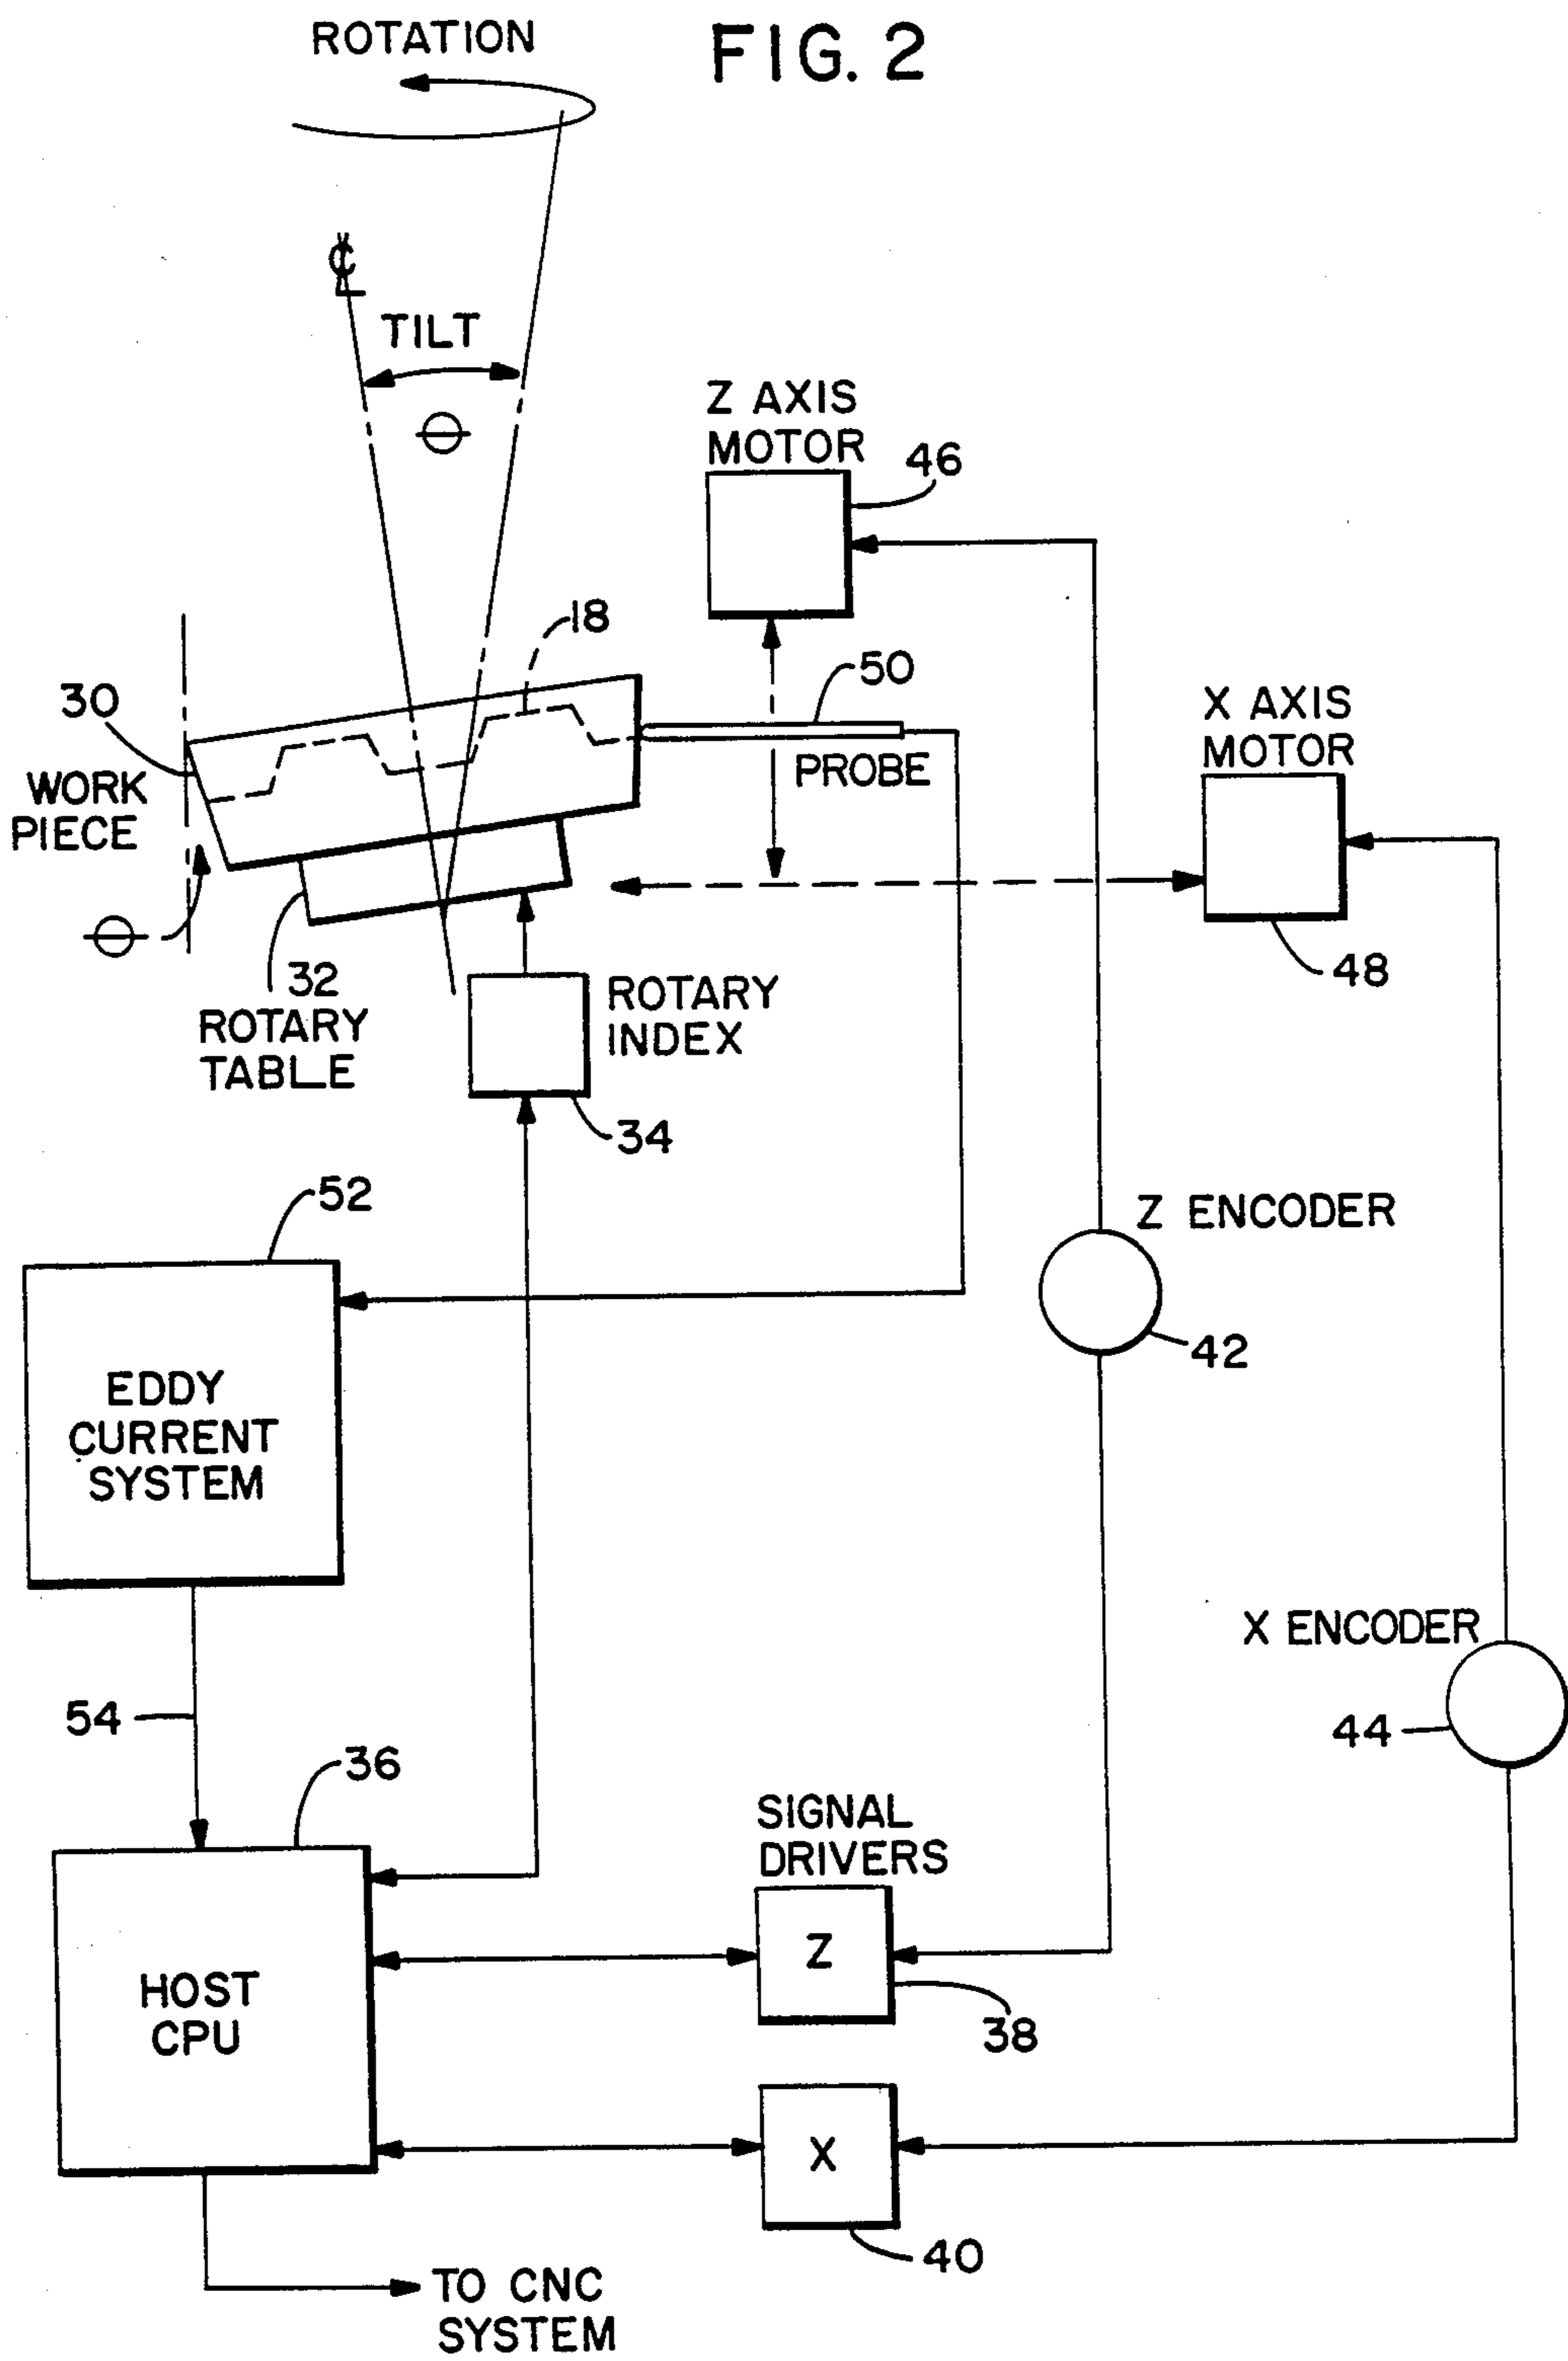 ROTATION
FIG. 2
℄
TILT
Θ
Z AXIS
MOTOR
46
18
50
30
X AXIS
MOTOR
PROBE
WORK
PIECE
Θ
48
32
ROTARY
TABLE
ROTARY
INDEX
34
52
Z ENCODER
42
EDDY
CURRENT
SYSTEM
X ENCODER
54
44
36
SIGNAL
DRIVERS
Z
HOST
CPU
38
X
40
TO CNC
SYSTEM